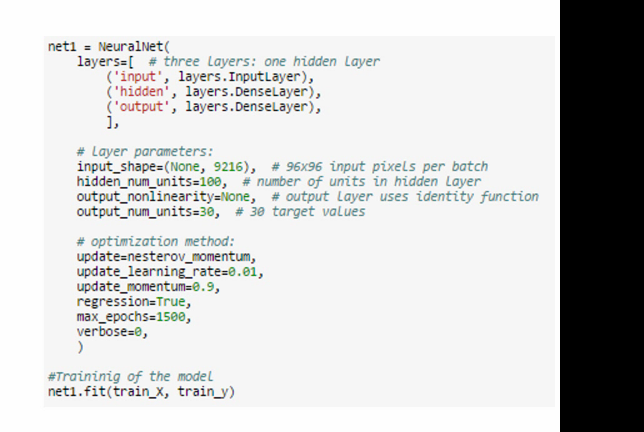 net1 = NeuralNet(
    layers=[  # three layers: one hidden layer
        ('input', layers.InputLayer),
        ('hidden', layers.DenseLayer),
        ('output', layers.DenseLayer),
        ],
    # layer parameters:
    input_shape=(None, 9216),  # 96x96 input pixels per batch
    hidden_num_units=100,  # number of units in hidden layer
    output_nonlinearity=None,  # output layer uses identity function
    output_num_units=30,  # 30 target values
    # optimization method:
    update=nesterov_momentum,
    update_learning_rate=0.01,
    update_momentum=0.9,
    regression=True,
    max_epochs=1500,
    verbose=0,
    )
#Traininig of the model
net1.fit(train_X, train_y)